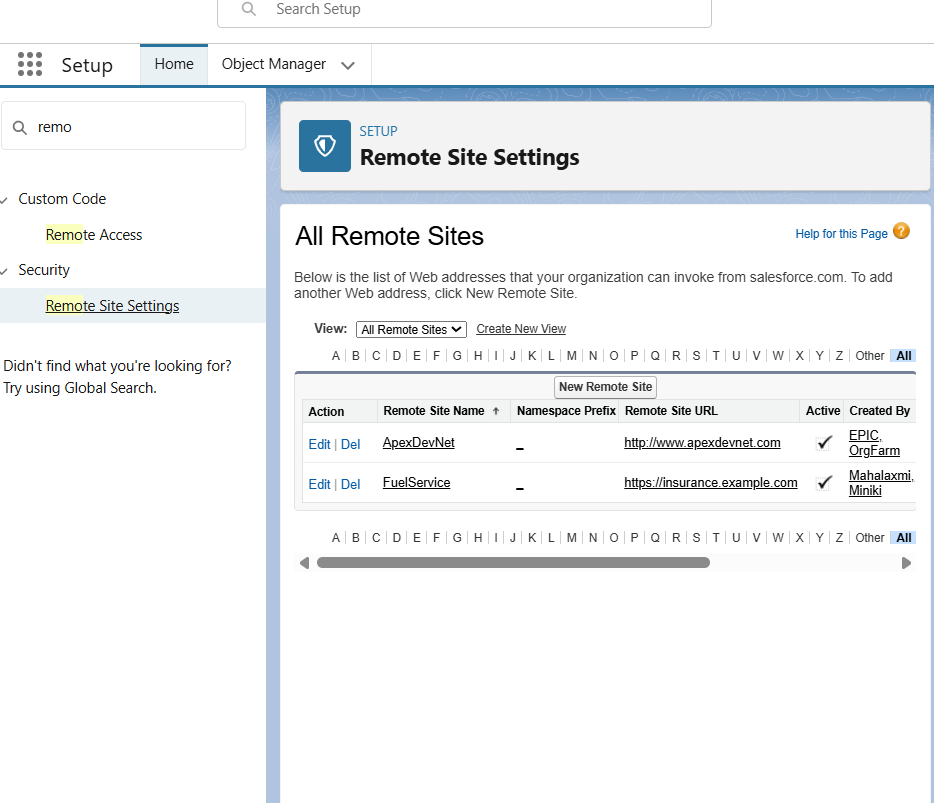 Search Setup
Setup Home Object Manager
remo
Custom Code
Remote Access
Security
Remote Site Settings
Didn't find what you're looking for?
Try using Global Search.
SETUP
Remote Site Settings
All Remote Sites
Help for this Page ?
Below is the list of Web addresses that your organization can invoke from salesforce.com. To add
another Web address, click New Remote Site.
View: All Remote Sites Create New View
A B C D E F G H I J K L M N O P Q R S T U V W X Y Z Other All
New Remote Site
Action Remote Site Name ↑ Namespace Prefix Remote Site URL Active Created By
Edit | Del ApexDevNet _ http://www.apexdevnet.com ✓ EPIC,
OrgFarm
Edit | Del FuelService _ https://insurance.example.com ✓ Mahalaxmi,
Miniki
A B C D E F G H I J K L M N O P Q R S T U V W X Y Z Other All